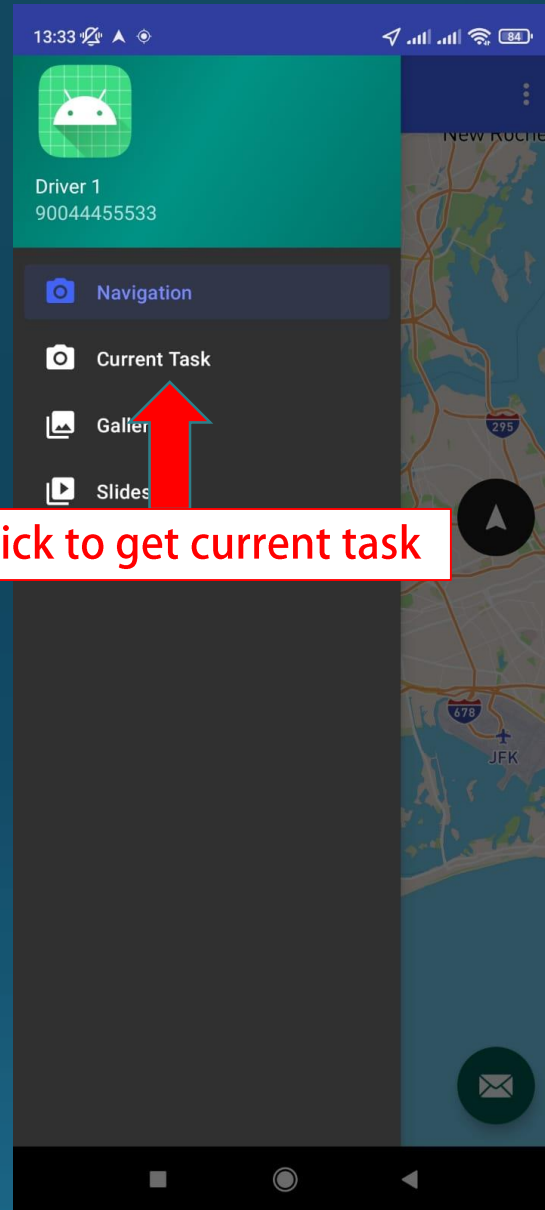 13:33
84
New Roche
Driver 1
90044455533
Navigation
Current Task
Galler
295
Slides
ick to get current task
678
JFK